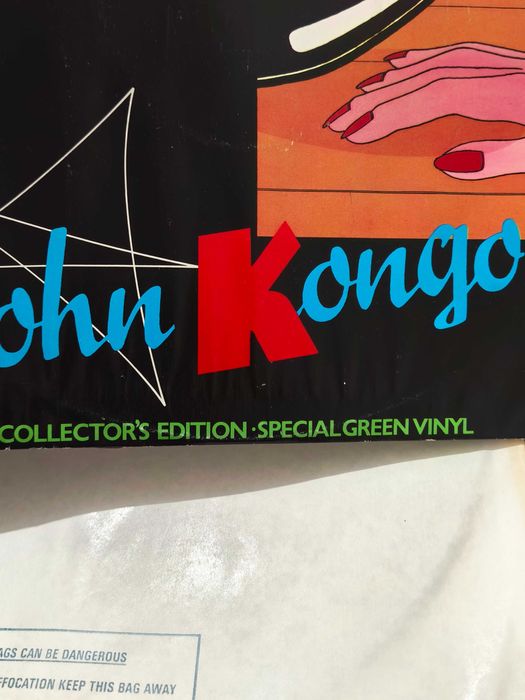 ohn Kongo
COLLECTOR'S EDITION · SPECIAL GREEN VINYL
AGS CAN BE DANGEROUS
FFOCATION KEEP THIS BAG AWAY